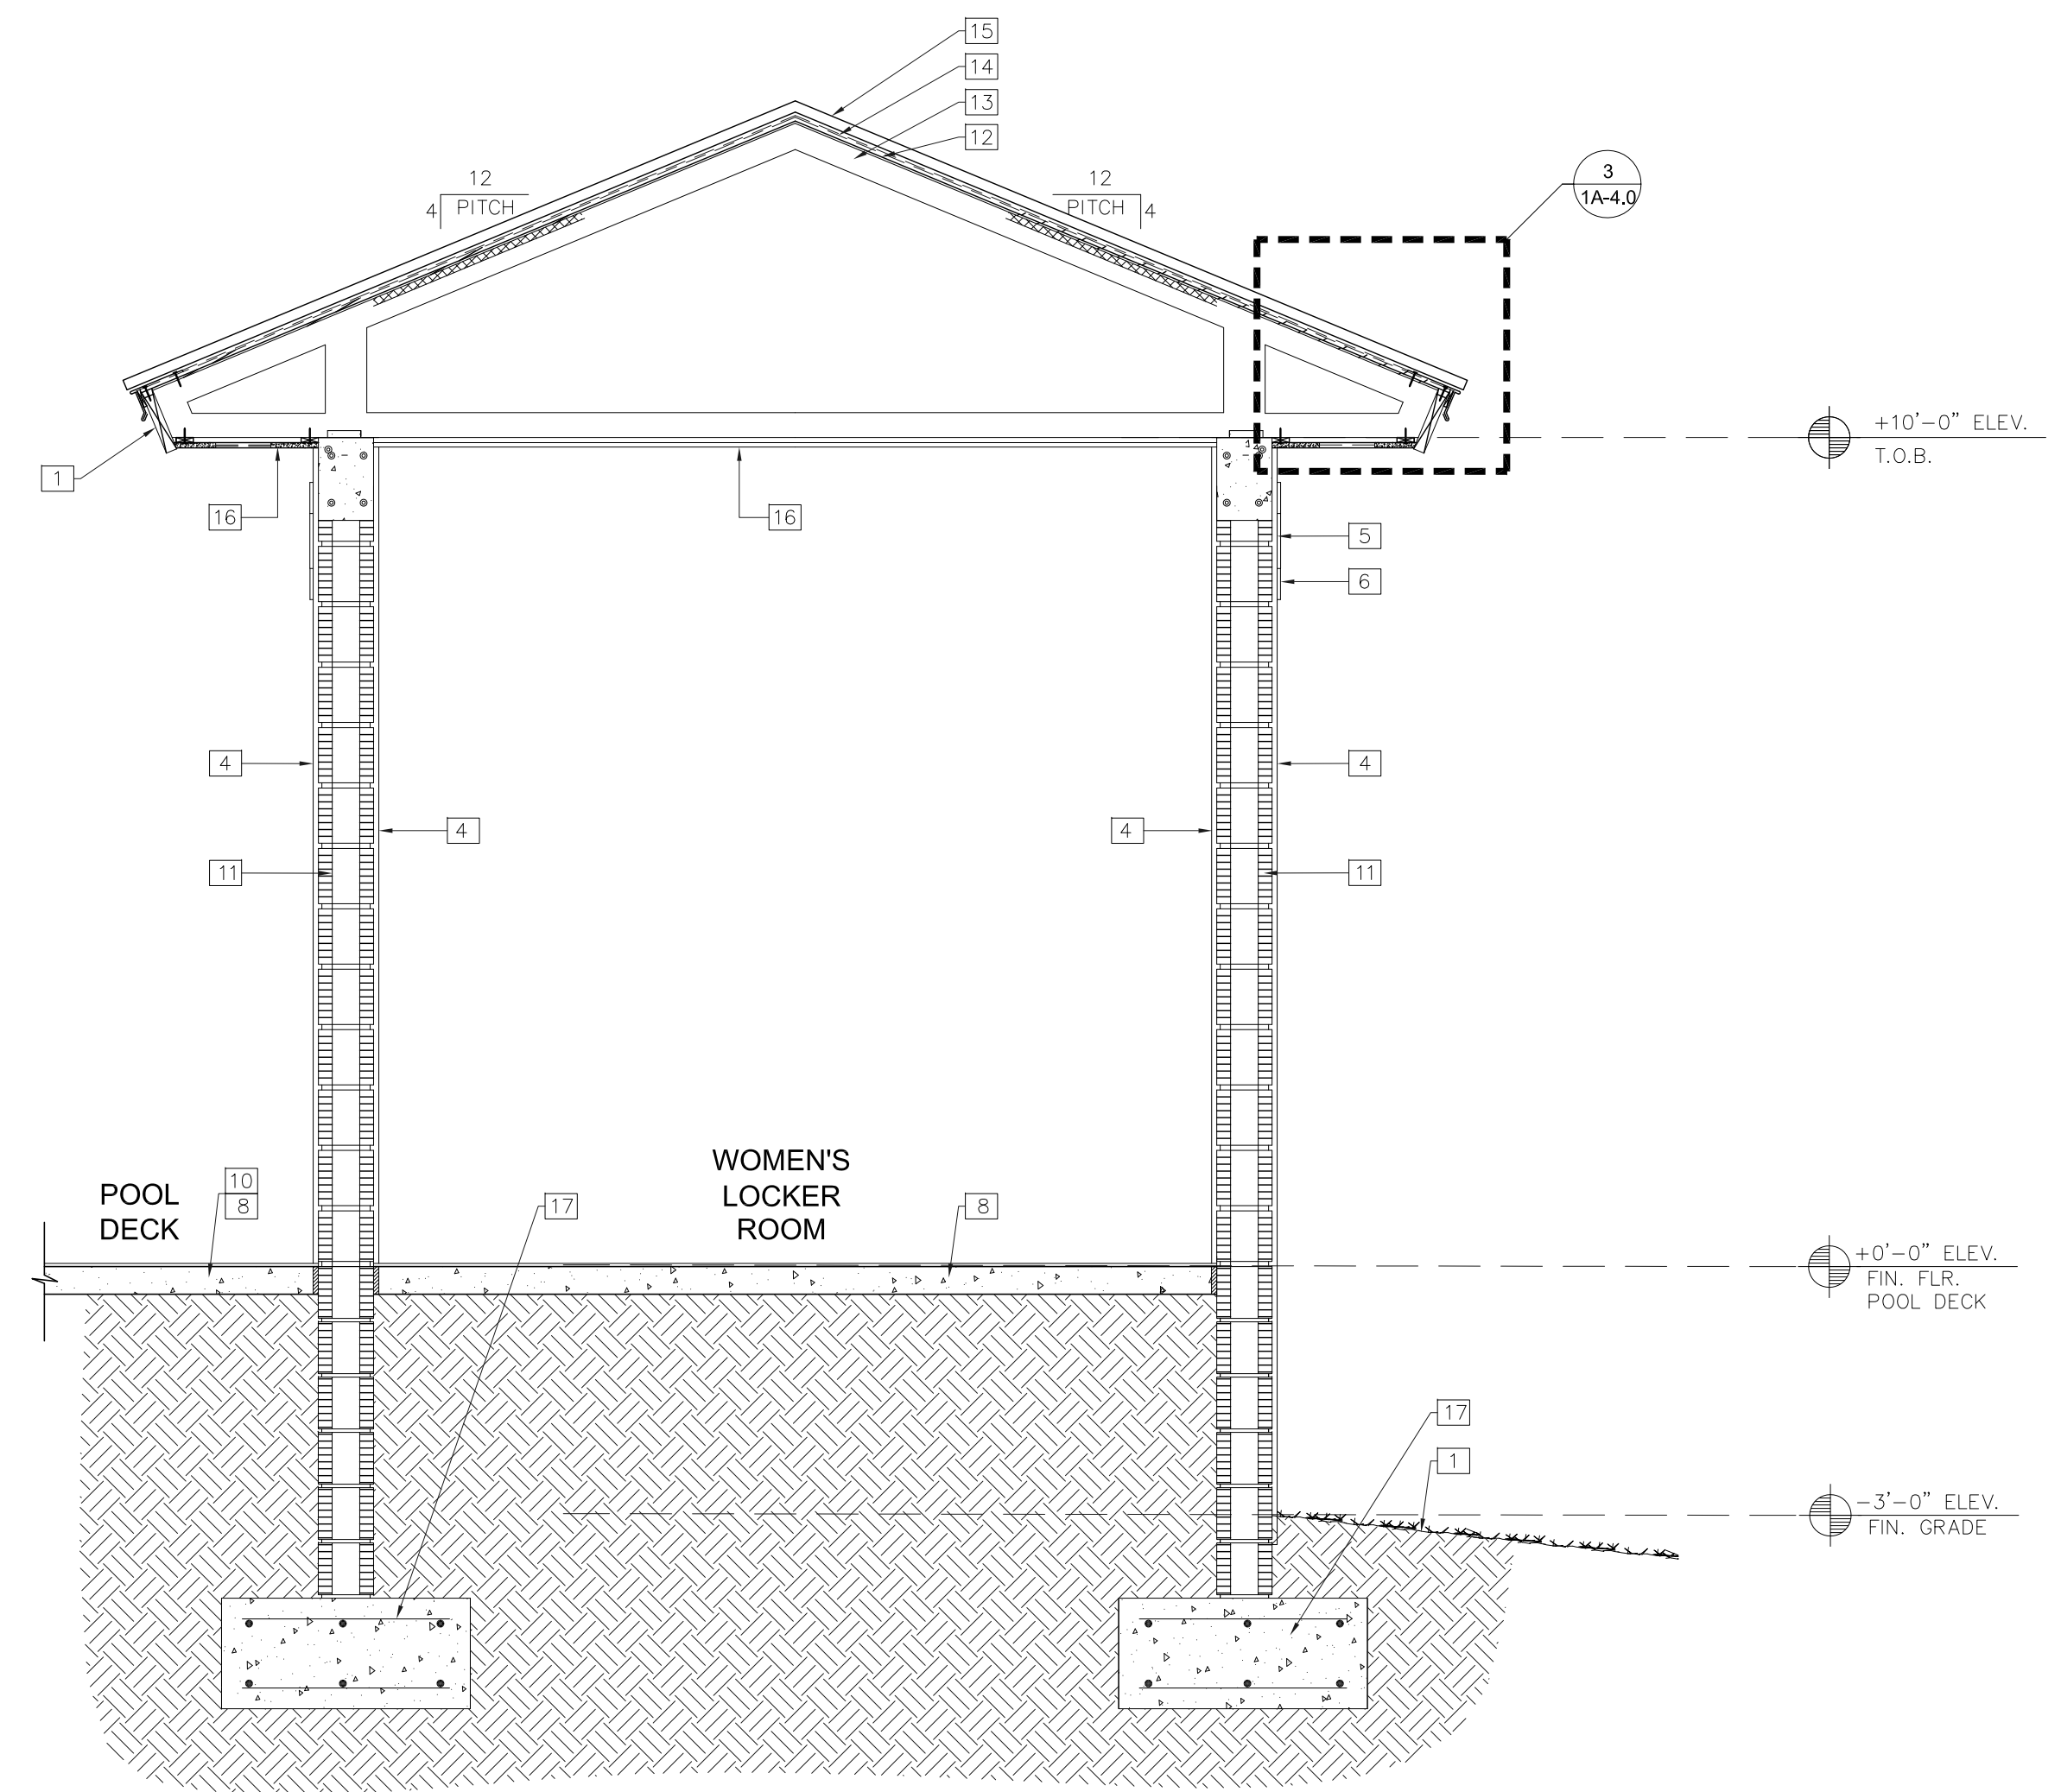 15
14
13
12
12
4 PITCH
12
PITCH 4
3
1A-4.0
+10'-0" ELEV.
T.O.B.
1
16
16
5
6
4
4
4
4
11
11
WOMEN'S
LOCKER
ROOM
POOL
DECK
10
8
17
8
+0'-0" ELEV.
FIN. FLR.
POOL DECK
17
1
-3'-0" ELEV.
FIN. GRADE